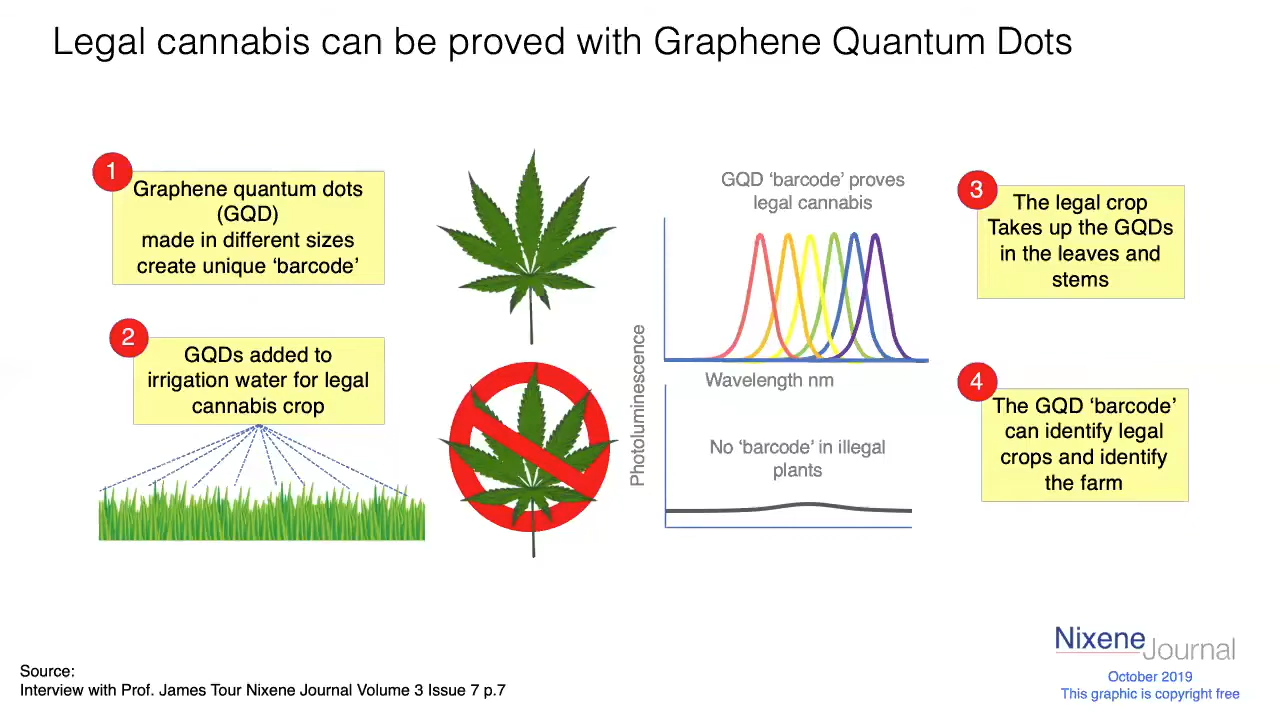 Legal cannabis can be proved with Graphene Quantum Dots
1
Graphene quantum dots
(GQD)
made in different sizes
create unique ‘barcode’
2
GQDs added to
irrigation water for legal
cannabis crop
GQD ‘barcode’ proves
legal cannabis
Photoluminescence
Wavelength nm
No ‘barcode’ in illegal
plants
3
The legal crop
Takes up the GQDs
in the leaves and
stems
4
The GQD ‘barcode’
can identify legal
crops and identify
the farm
Source:
Interview with Prof. James Tour Nixene Journal Volume 3 Issue 7 p.7
Nixene Journal
October 2019
This graphic is copyright free